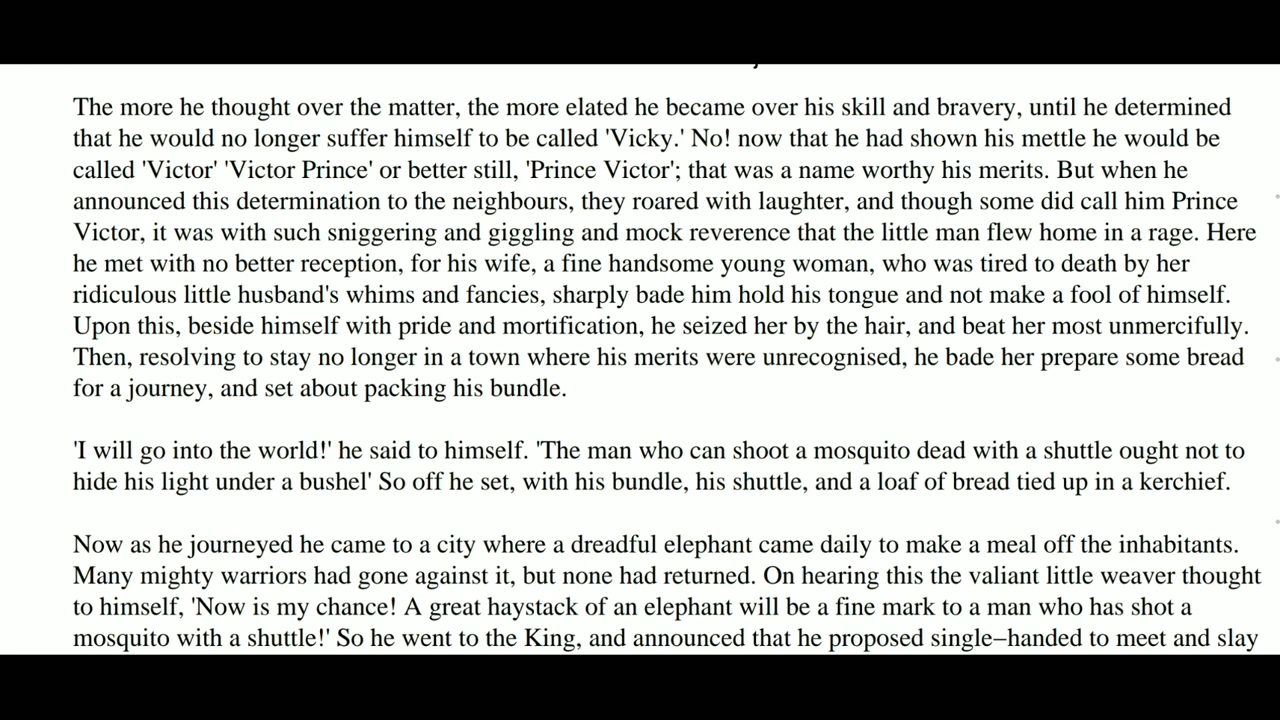 The more he thought over the matter, the more elated he became over his skill and bravery, until he determined
that he would no longer suffer himself to be called 'Vicky.' No! now that he had shown his mettle he would be
called 'Victor' 'Victor Prince' or better still, 'Prince Victor'; that was a name worthy his merits. But when he
announced this determination to the neighbours, they roared with laughter, and though some did call him Prince
Victor, it was with such sniggering and giggling and mock reverence that the little man flew home in a rage. Here
he met with no better reception, for his wife, a fine handsome young woman, who was tired to death by her
ridiculous little husband's whims and fancies, sharply bade him hold his tongue and not make a fool of himself.
Upon this, beside himself with pride and mortification, he seized her by the hair, and beat her most unmercifully.
Then, resolving to stay no longer in a town where his merits were unrecognised, he bade her prepare some bread
for a journey, and set about packing his bundle.
'I will go into the world!' he said to himself. 'The man who can shoot a mosquito dead with a shuttle ought not to
hide his light under a bushel' So off he set, with his bundle, his shuttle, and a loaf of bread tied up in a kerchief.
Now as he journeyed he came to a city where a dreadful elephant came daily to make a meal off the inhabitants.
Many mighty warriors had gone against it, but none had returned. On hearing this the valiant little weaver thought
to himself, 'Now is my chance! A great haystack of an elephant will be a fine mark to a man who has shot a
mosquito with a shuttle!' So he went to the King, and announced that he proposed single−handed to meet and slay